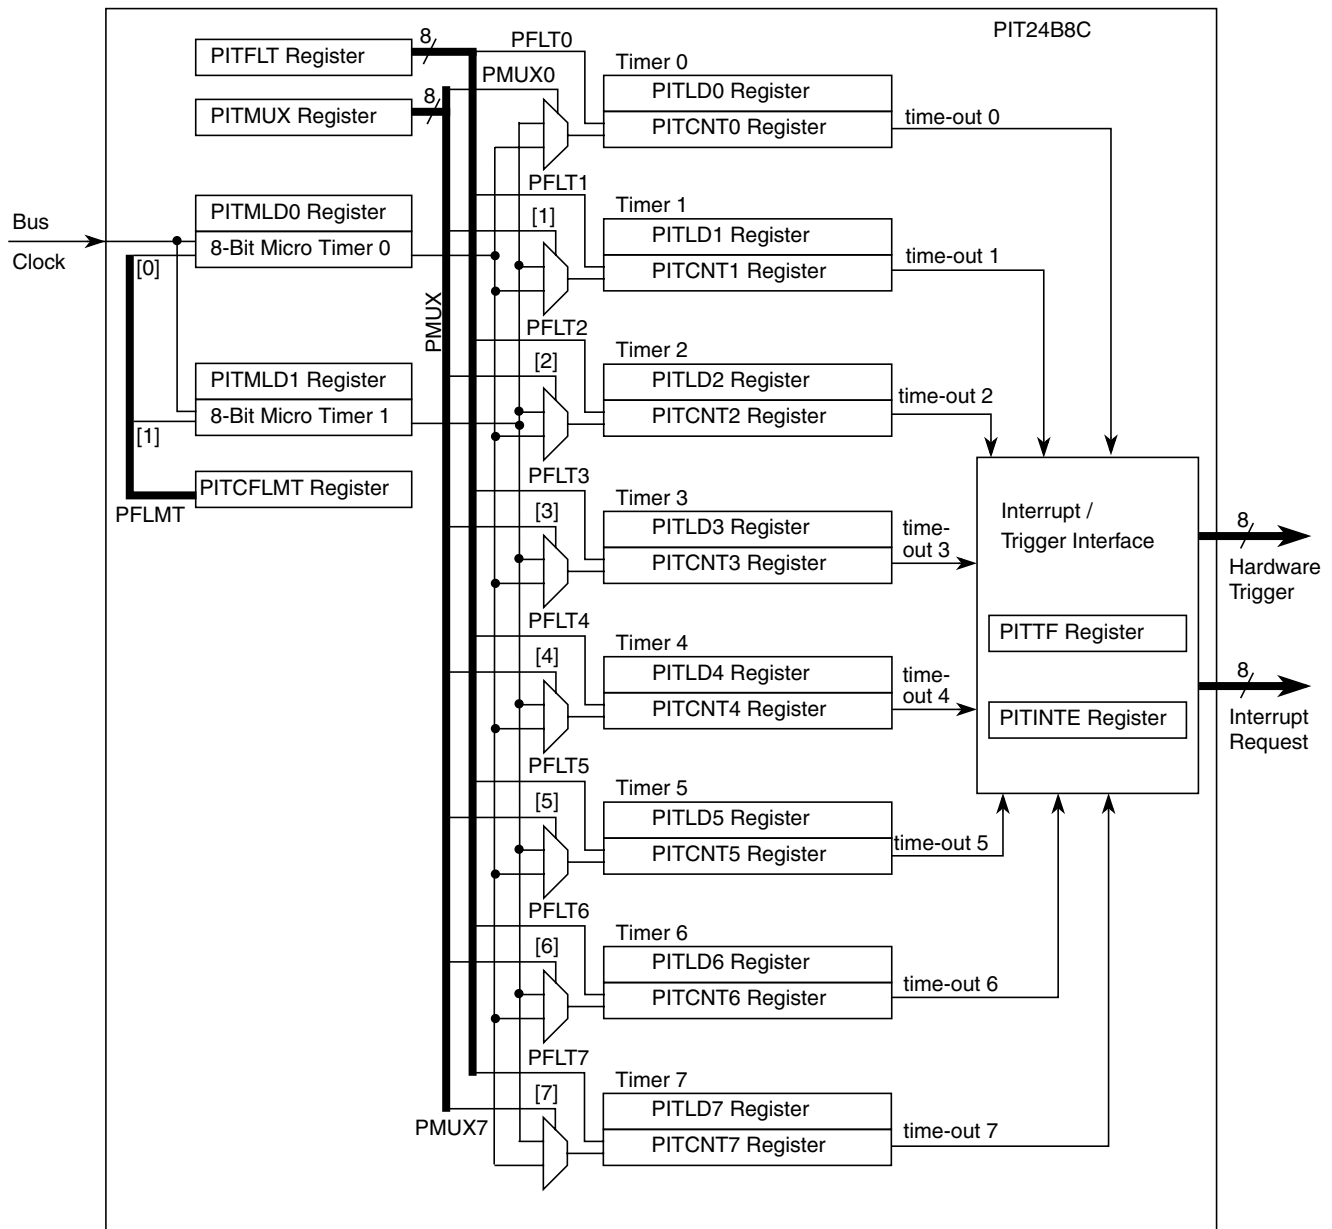 PIT24B8C
8
PITFLT Register
PFLT0
Timer 0
PMUX0
PITLD0 Register
8
PITMUX Register
PITCNT0 Register
time-out 0
PFLT1
Timer 1
Bus
Clock
PITMLD0 Register
8-Bit Micro Timer 0
[0]
[1]
PITLD1 Register
PITCNT1 Register
time-out 1
PMUX
PFLT2
Timer 2
[2]
PITMLD1 Register
8-Bit Micro Timer 1
[1]
PITLD2 Register
PITCNT2 Register
time-out 2
PITCFLMT Register
PFLMT
PFLT3
Timer 3
[3]
PITLD3 Register
PITCNT3 Register
time-
out 3
Interrupt /
Trigger Interface
8
Hardware
Trigger
PITTF Register
PFLT4
Timer 4
[4]
PITLD4 Register
PITCNT4 Register
time-
out 4
8
PITINTE Register
Interrupt
Request
PFLT5
Timer 5
[5]
PITLD5 Register
PITCNT5 Register
time-out 5
PFLT6
Timer 6
[6]
PITLD6 Register
PITCNT6 Register
time-out 6
PFLT7
Timer 7
[7]
PMUX7
PITLD7 Register
PITCNT7 Register
time-out 7